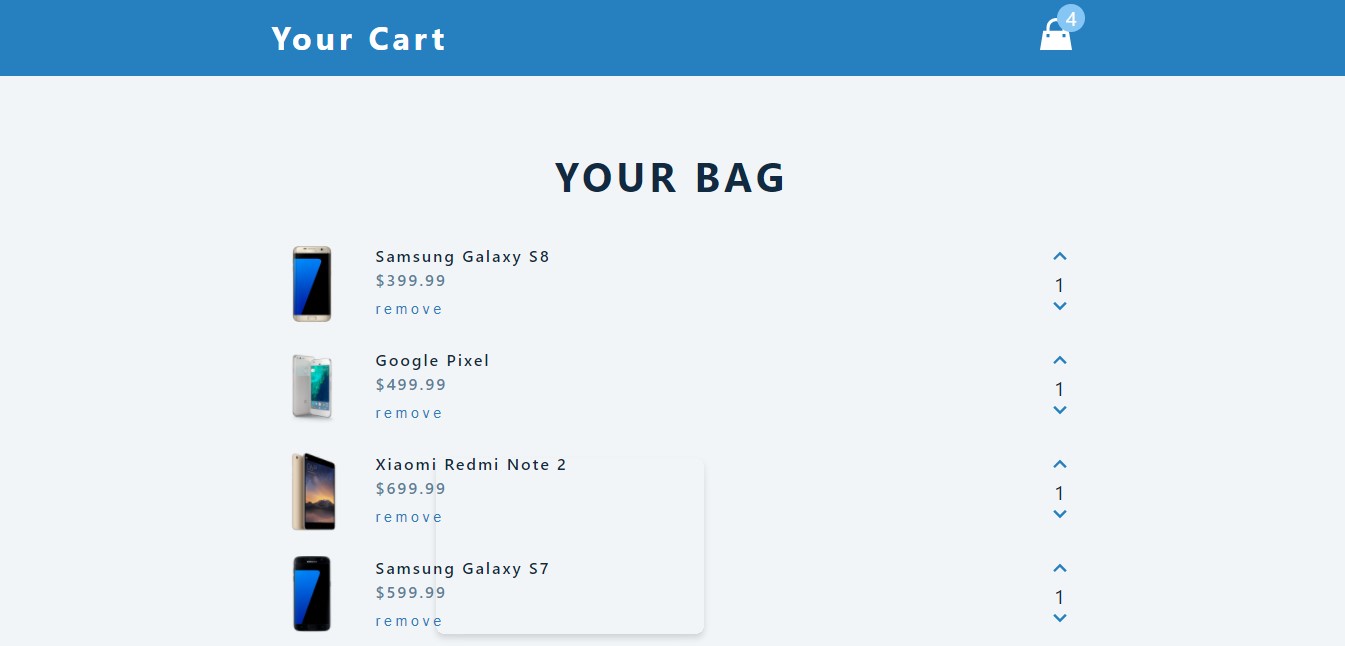 Your Cart
4
YOUR BAG
Samsung Galaxy S8
$399.99
remove
1
Google Pixel
$499.99
remove
1
Xiaomi Redmi Note 2
$699.99
remove
1
Samsung Galaxy S7
$599.99
remove
1